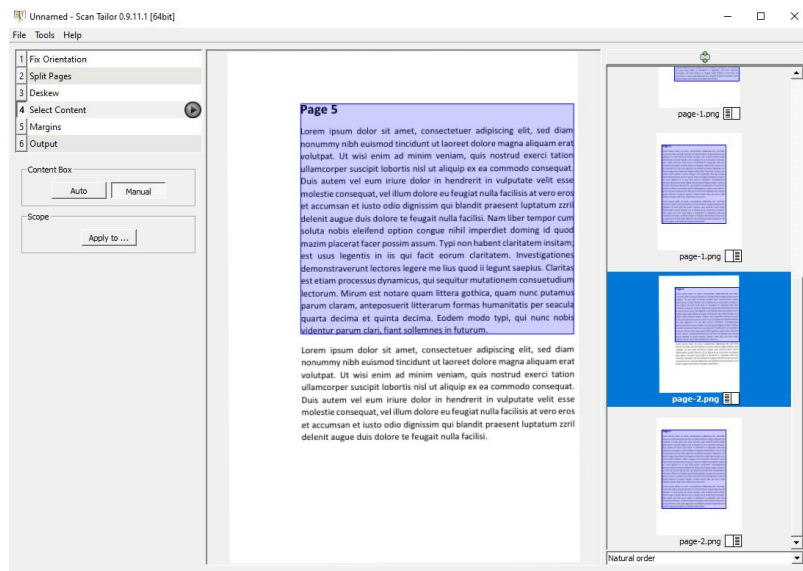 Unnamed - Scan Tailor 0.9.11.1 [64bit]
File Tools Help
1 Fix Orientation
2 Split Pages
3 Deskew
4 Select Content
5 Margins
6 Output
Content Box
Auto Manual
Scope
Apply to ...
Page 5
Lorem ipsum dolor sit amet, consectetuer adipiscing elit, sed diam
nonummy nibh euismod tincidunt ut laoreet dolore magna aliquam erat
volutpat. Ut wisi enim ad minim veniam, quis nostrud exerci tation
ullamcorper suscipit lobortis nisl ut aliquip ex ea commodo consequat.
Duis autem vel eum iriure dolor in hendrerit in vulputate velit esse
molestie consequat, vel illum dolore eu feugiat nulla facilisis at vero eros
et accumsan et iusto odio dignissim qui blandit praesent luptatum zzril
delenit augue duis dolore te feugait nulla facilisi. Nam liber tempor cum
soluta nobis eleifend option congue nihil imperdiet doming id quod
mazim placerat facer possim assum. Typi non habent claritatem insitam;
est usus legentis in iis qui facit eorum claritatem. Investigationes
demonstraverunt lectores legere me lius quod ii legunt saepius. Claritas
est etiam processus dynamicus, qui sequitur mutationem consuetudium
lectorum. Mirum est notare quam littera gothica, quam nunc putamus
parum claram, anteposuerit litterarum formas humanitatis per seacula
quarta decima et quinta decima. Eodem modo typi, qui nunc nobis
videntur parum clari, fiant sollemnes in futurum.
Lorem ipsum dolor sit amet, consectetuer adipiscing elit, sed diam
nonummy nibh euismod tincidunt ut laoreet dolore magna aliquam erat
volutpat. Ut wisi enim ad minim veniam, quis nostrud exerci tation
ullamcorper suscipit lobortis nisl ut aliquip ex ea commodo consequat.
Duis autem vel eum iriure dolor in hendrerit in vulputate velit esse
molestie consequat, vel illum dolore eu feugiat nulla facilisis at vero eros
et accumsan et iusto odio dignissim qui blandit praesent luptatum zzril
delenit augue duis dolore te feugait nulla facilisi.
page-1.png
page-1.png
page-2.png
page-2.png
Natural order